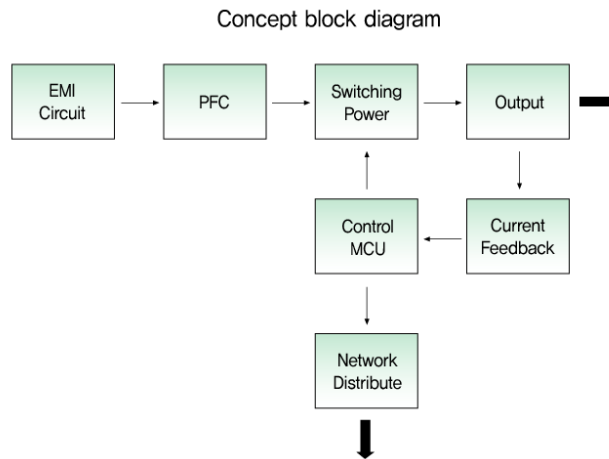 Concept block diagram
EMI
Circuit
PFC
Switching
Power
Output
Control
MCU
Current
Feedback
Network
Distribute